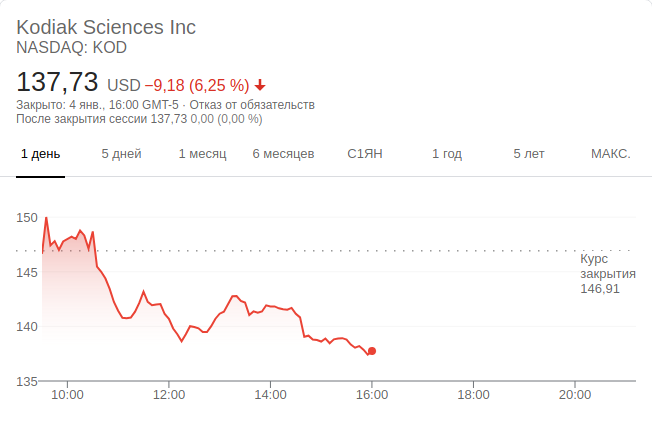 Kodiak Sciences Inc
NASDAQ: KOD
137,73 USD −9,18 (6,25 %)
Закрыто: 4 янв., 16:00 GMT-5 · Отказ от обязательств
После закрытия сессии 137,73 0,00 (0,00 %)
1 день 5 дней 1 месяц 6 месяцев С1ЯН 1 год 5 лет МАКС.
150
Курс
закрытия
146,91
145
140
135
10:00 12:00 14:00 16:00 18:00 20:00